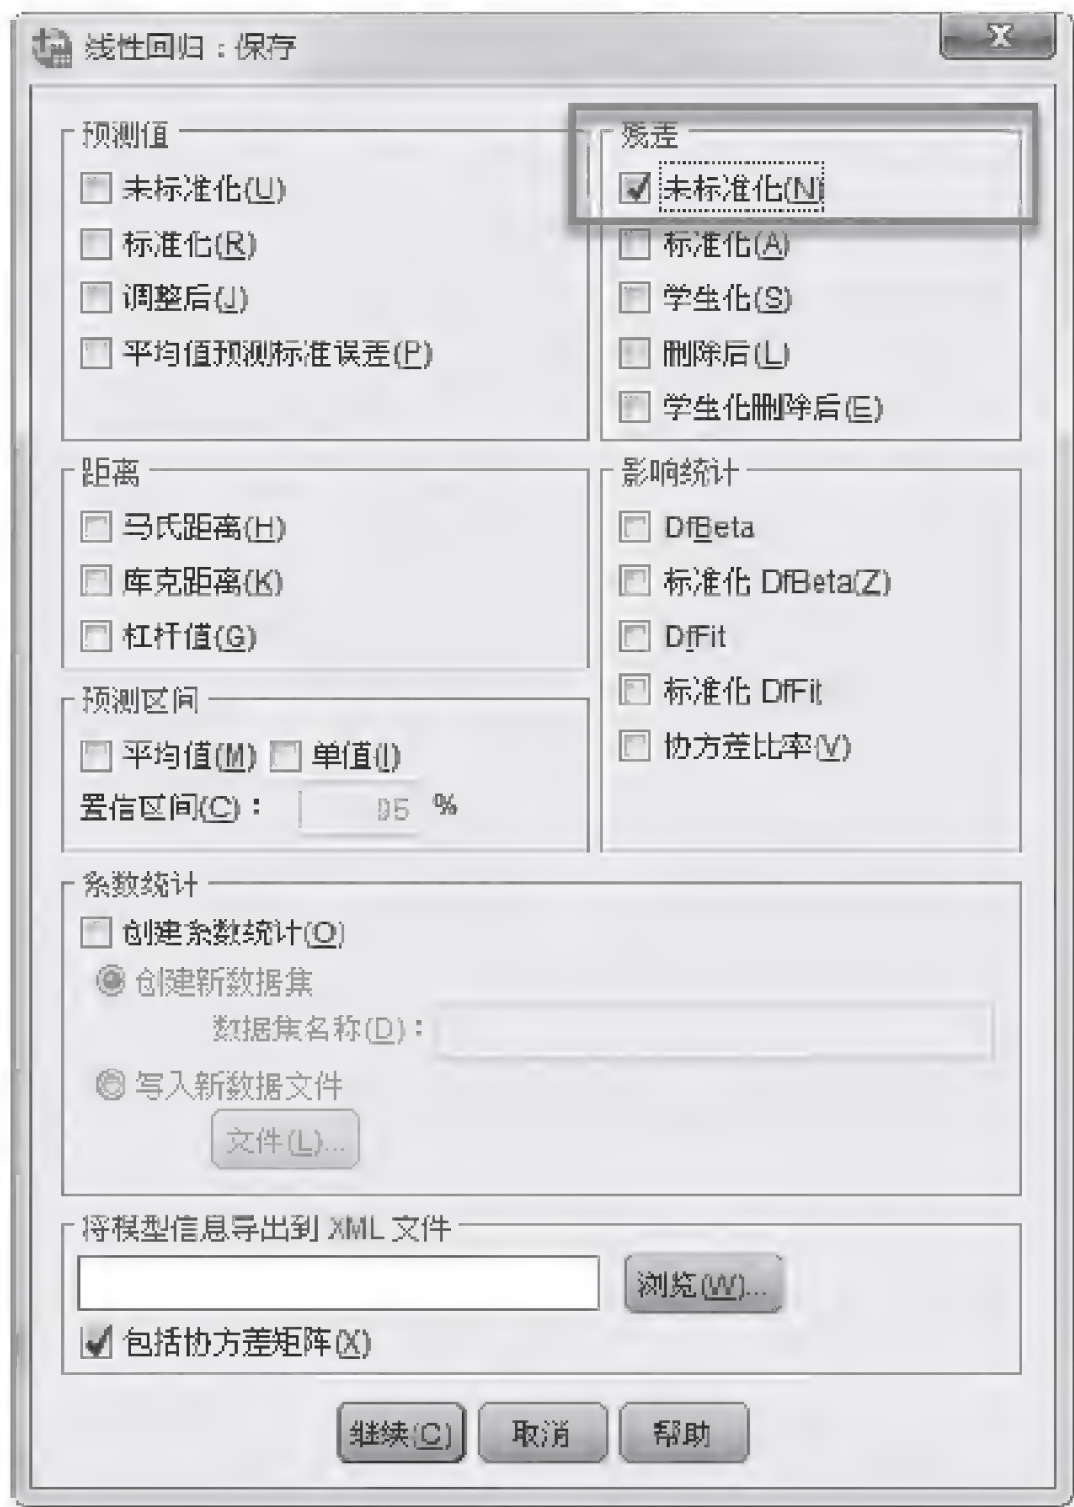 线性回归：保存
预测值
未标准化(U)
标准化(R)
调整后(J)
平均值预测标准误差(P)
残差
未标准化(N)
标准化(A)
学生化(S)
删除后(L)
学生化删除后(E)
距离
马氏距离(H)
库克距离(K)
杠杆值(G)
影响统计
DfBeta
标准化 DfBeta(Z)
DfFit
标准化 DfFit
协方差比率(V)
预测区间
平均值(M) 单值(I)
置信区间(C)： 95 %
系数统计
创建系数统计(O)
创建新数据集
数据集名称(D)：
写入新数据文件
文件(L)...
将模型信息导出到 XML 文件
浏览(W)...
包括协方差矩阵(X)
继续(C) 取消 帮助